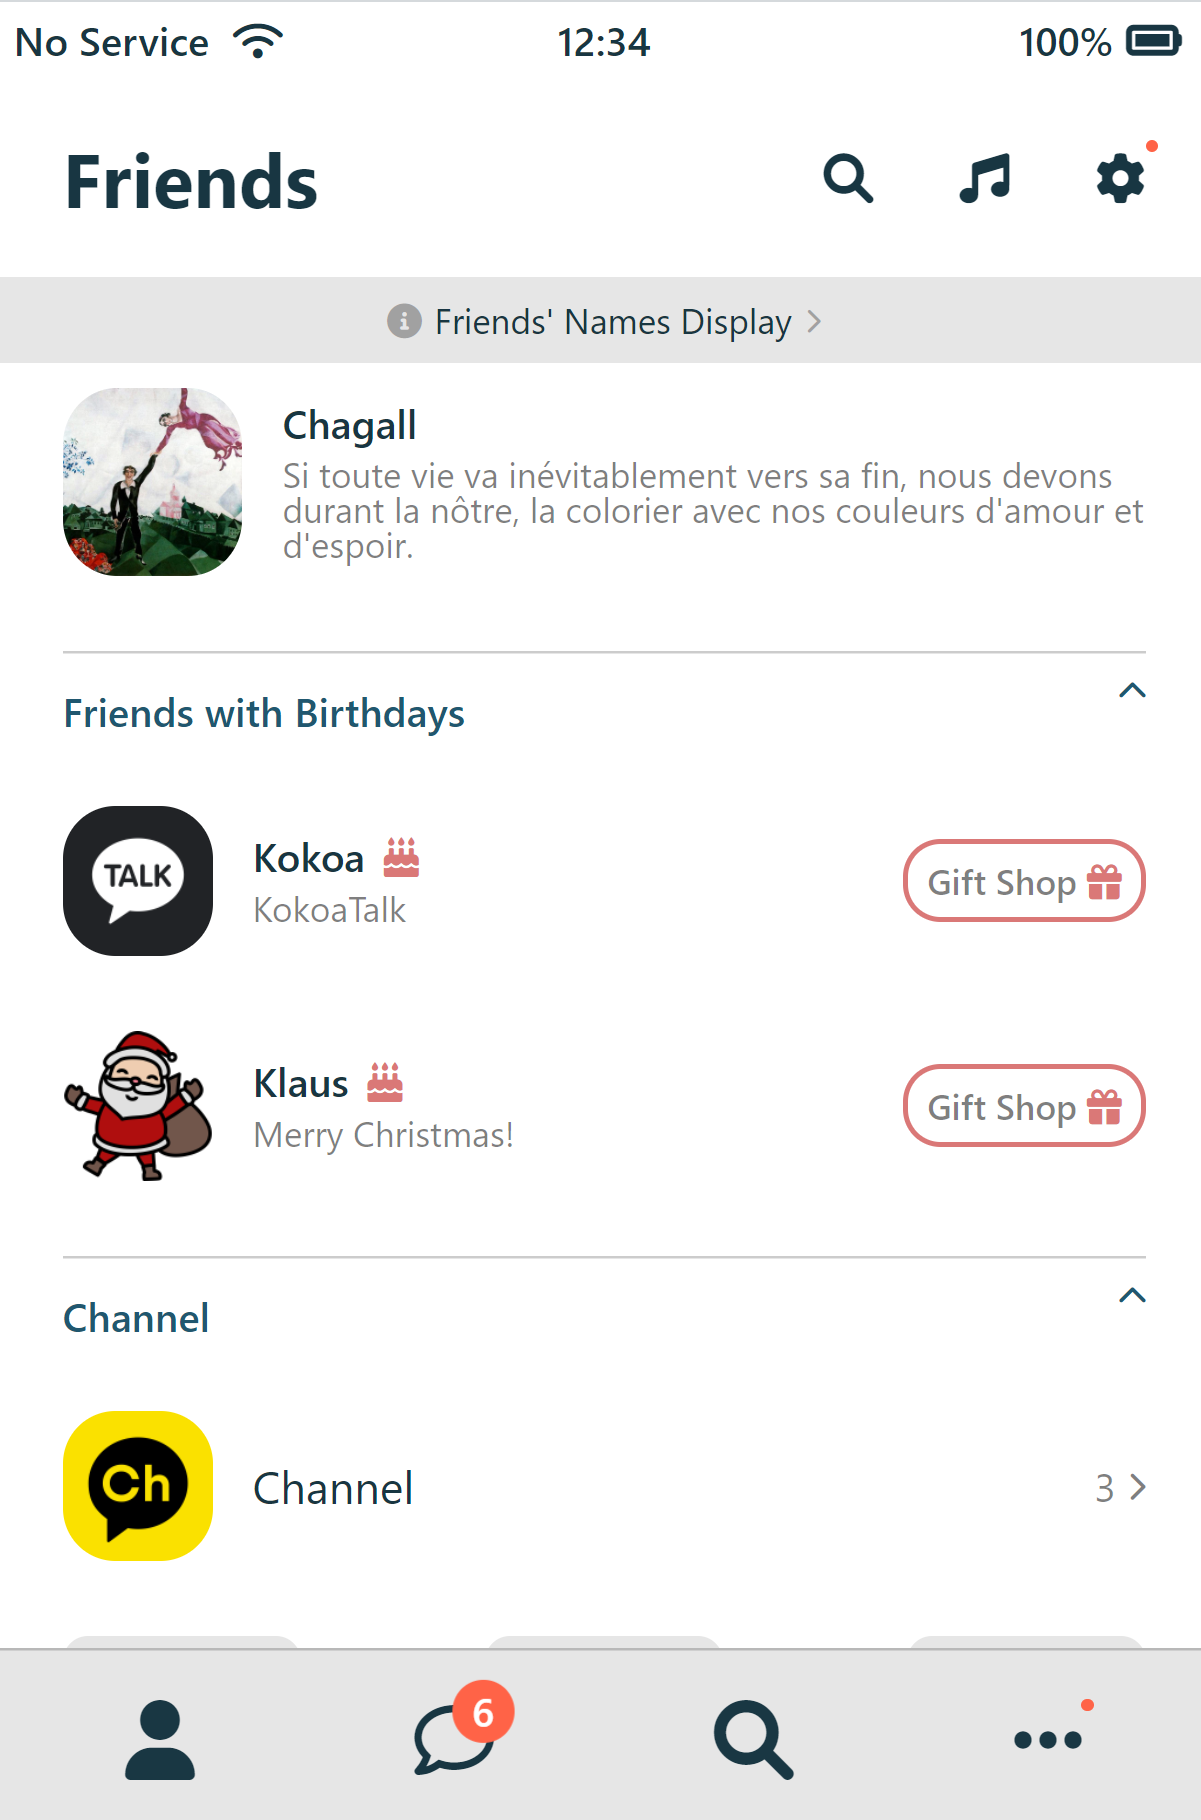 No Service 12:34 100%
Friends
Friends' Names Display
Chagall
Si toute vie va inévitablement vers sa fin, nous devons
durant la nôtre, la colorier avec nos couleurs d'amour et
d'espoir.
Friends with Birthdays
TALK
Kokoa
KokoaTalk
Gift Shop
Klaus
Merry Christmas!
Gift Shop
Channel
Ch
Channel
3
6